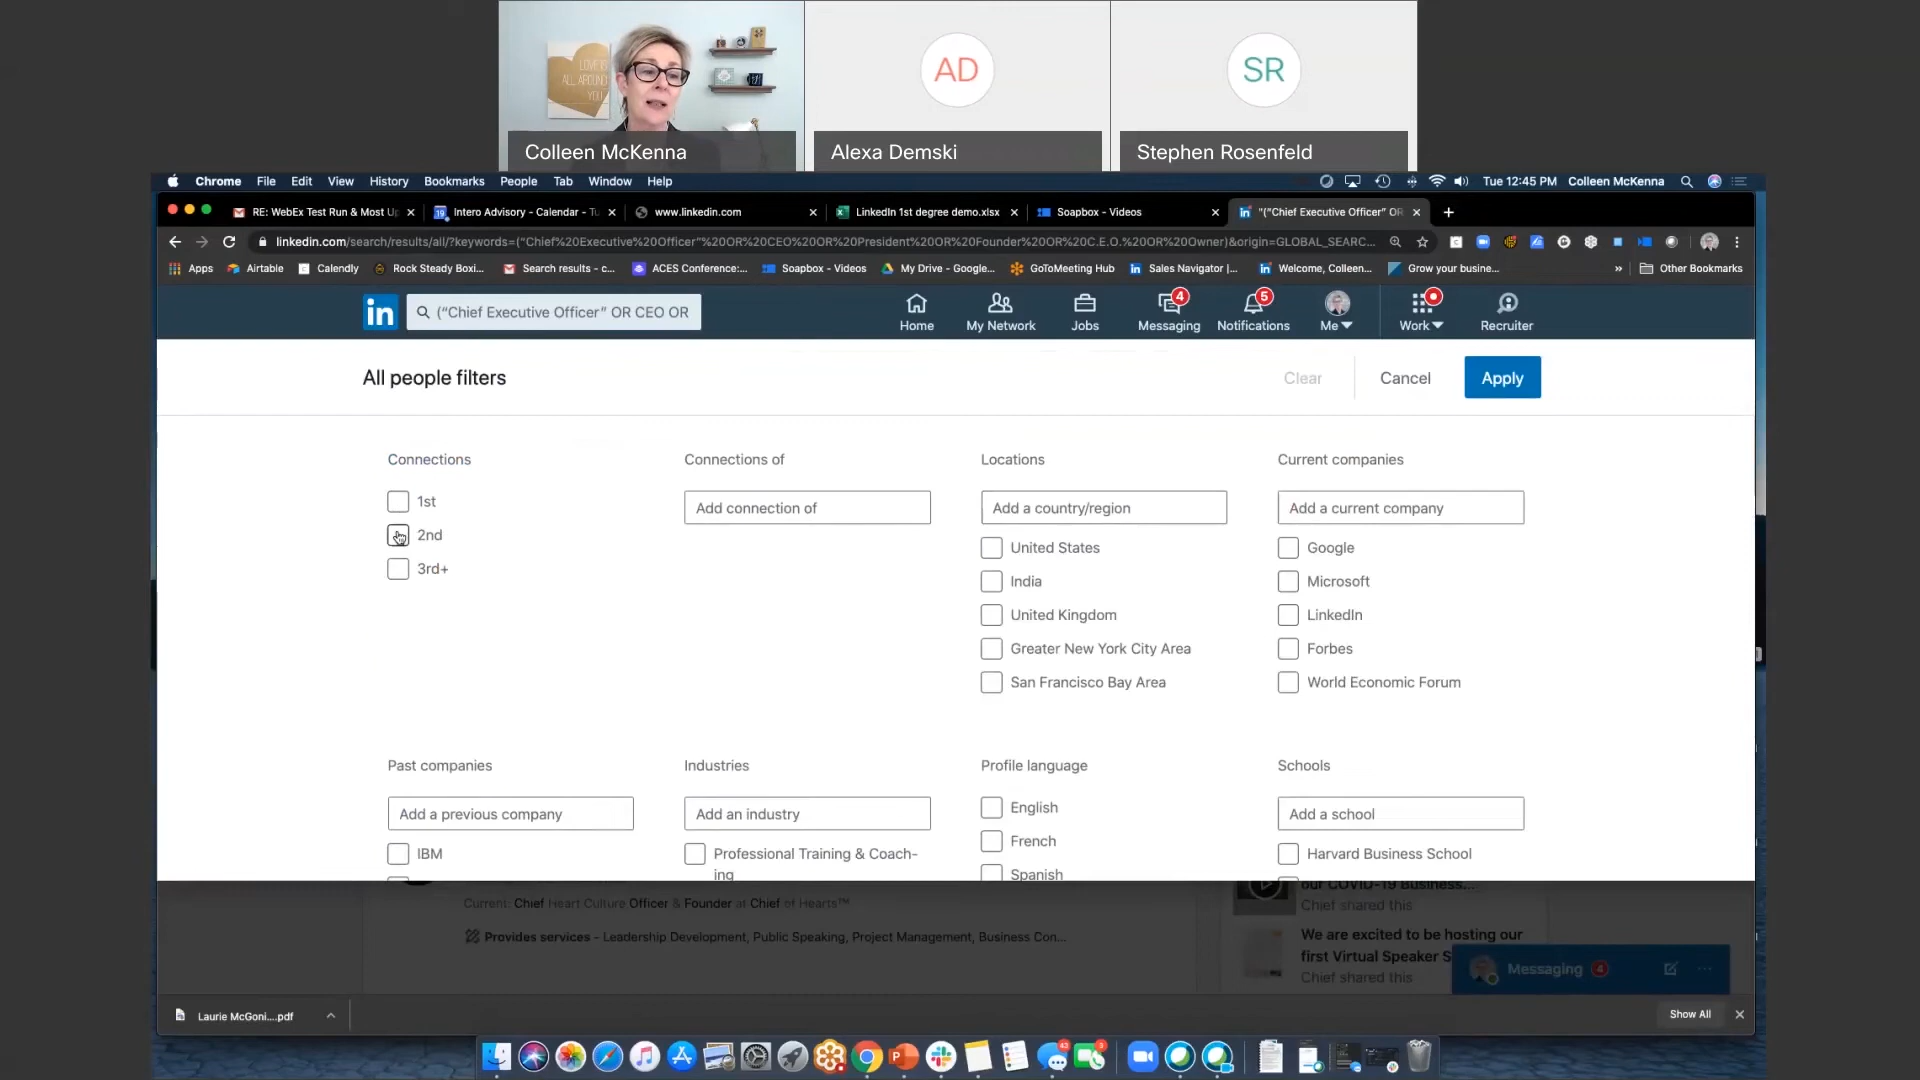 LOVE IS
ALL AROUND
YOU
AD
SR
Colleen McKenna
Alexa Demski
Stephen Rosenfeld
Chrome File Edit View History Bookmarks People Tab Window Help
Tue 12:45 PM Colleen McKenna
RE: WebEx Test Run & Most Up
19 Intero Advisory - Calendar - Tu
www.linkedin.com
LinkedIn 1st degree demo.xlsx
Soapbox - Videos
"("Chief Executive Officer" OR
linkedin.com/search/results/all/?keywords=("Chief%20Executive%20Officer"%20OR%20CEO%20OR%20President%20OR%20Founder%20OR%20C.E.O.%20OR%20Owner)&origin=GLOBAL_SEARC...
Apps
Airtable
Calendly
Rock Steady Boxi...
Search results - c...
ACES Conference:...
Soapbox - Videos
My Drive - Google...
GoToMeeting Hub
Sales Navigator |...
Welcome, Colleen...
Grow your busine...
» Other Bookmarks
in
("Chief Executive Officer" OR CEO OR
Home
My Network
Jobs
4
Messaging
5
Notifications
Me
Work
Recruiter
All people filters
Clear
Cancel
Apply
Connections
1st
2nd
3rd+
Connections of
Add connection of
Locations
Add a country/region
United States
India
United Kingdom
Greater New York City Area
San Francisco Bay Area
Current companies
Add a current company
Google
Microsoft
LinkedIn
Forbes
World Economic Forum
Past companies
Add a previous company
IBM
Industries
Add an industry
Professional Training & Coach-
ing
Profile language
English
French
Spanish
Schools
Add a school
Harvard Business School
Current: Chief Heart Culture Officer & Founder at Chief of Hearts™
Provides services - Leadership Development, Public Speaking, Project Management, Business Con...
our COVID-19 Business...
Chief shared this
We are excited to be hosting our
first Virtual Speaker S
Chief shared this
Messaging 4
Laurie McGoni....pdf
Show All